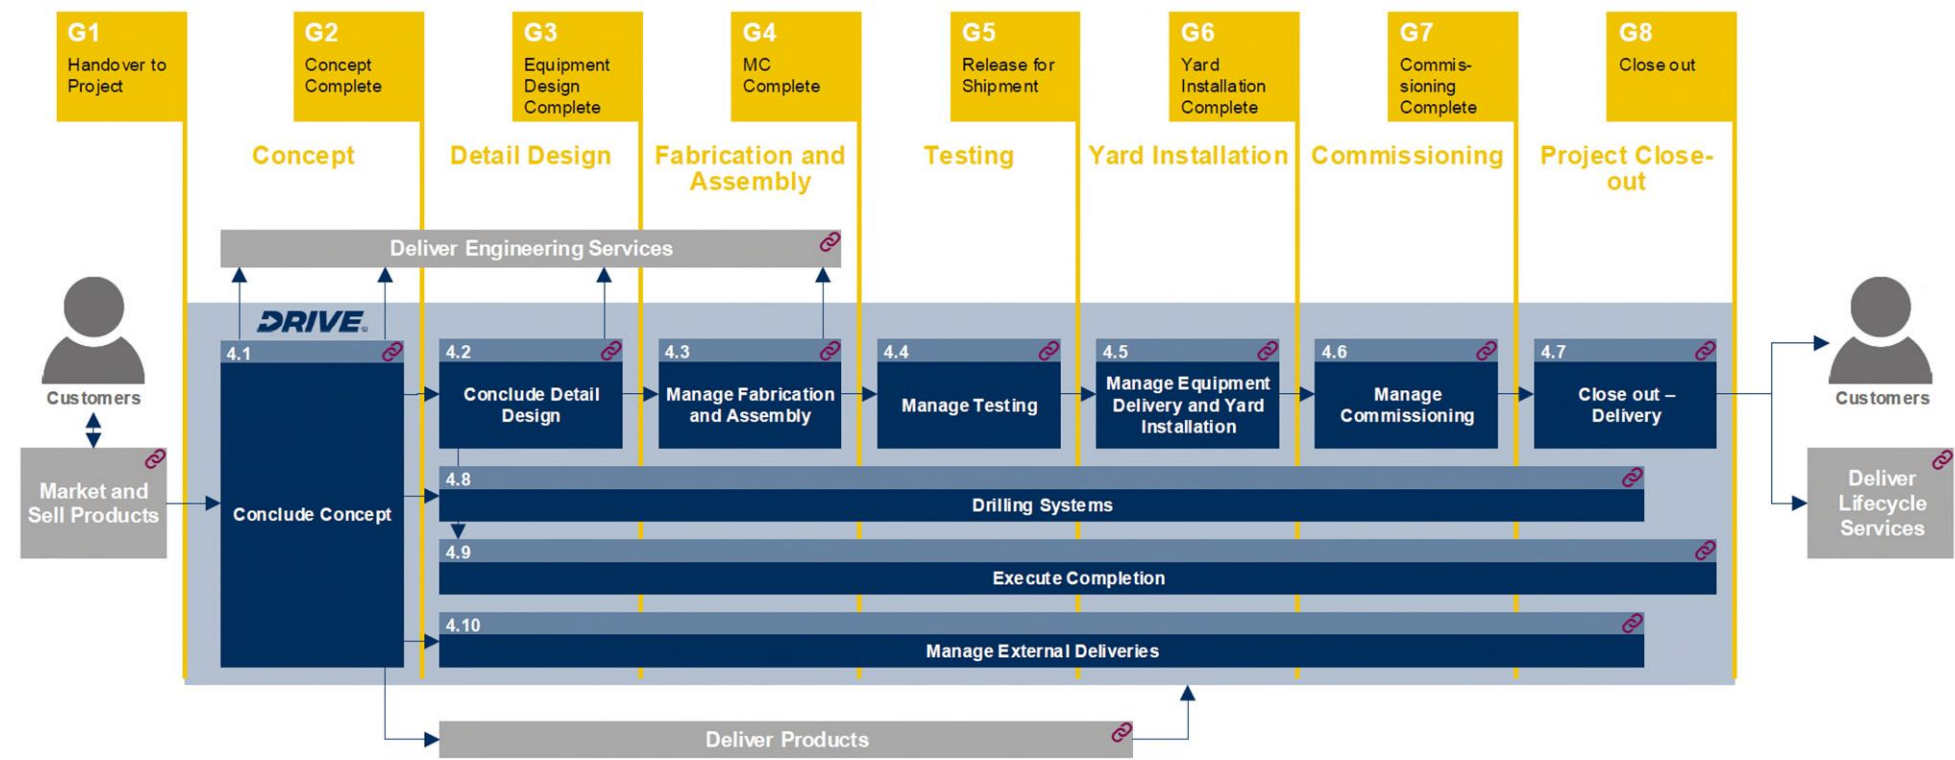 G1
Handover to
Project
G2
Concept
Complete
G3
Equipment
Design
Complete
G4
MC
Complete
G5
Release for
Shipment
G6
Yard
Installation
Complete
G7
Commis-
sioning
Complete
G8
Close out
Concept
Detail Design
Fabrication and
Assembly
Testing
Yard Installation
Commissioning
Project Close-
out
Deliver Engineering Services
DRIVE®
Customers
Market and
Sell Products
4.1
Conclude Concept
4.2
Conclude Detail
Design
4.3
Manage Fabrication
and Assembly
4.4
Manage Testing
4.5
Manage Equipment
Delivery and Yard
Installation
4.6
Manage
Commissioning
4.7
Close out –
Delivery
4.8
Drilling Systems
4.9
Execute Completion
4.10
Manage External Deliveries
Customers
Deliver
Lifecycle
Services
Deliver Products